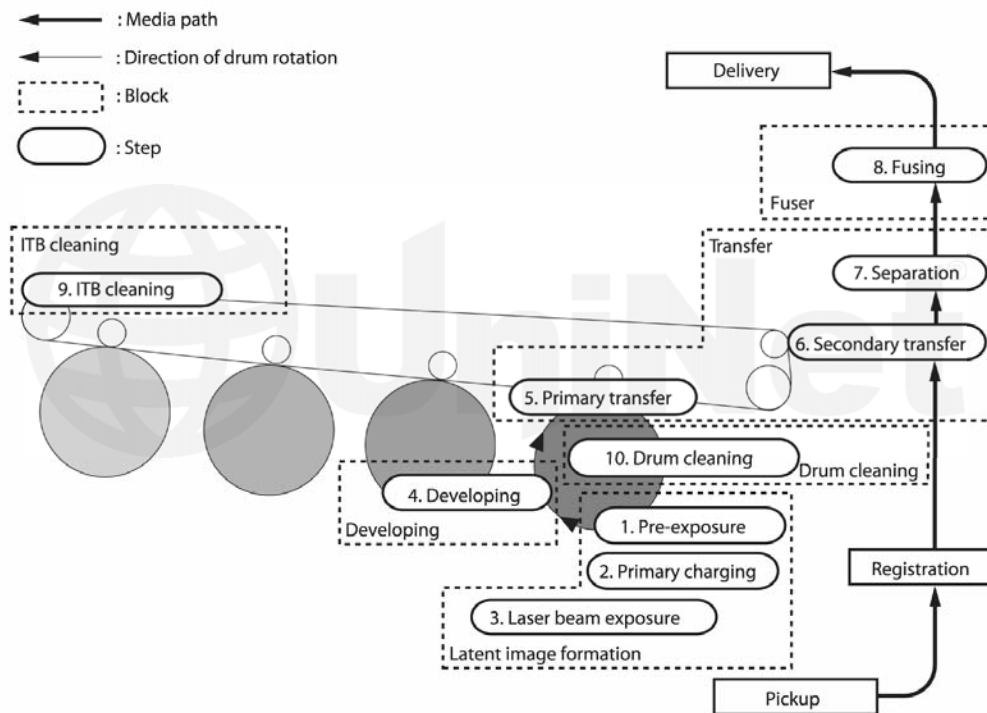 : Media path
: Direction of drum rotation
: Block
: Step
Delivery
8. Fusing
Fuser
Transfer
7. Separation
6. Secondary transfer
ITB cleaning
9. ITB cleaning
UniNet®
5. Primary transfer
10. Drum cleaning
Drum cleaning
4. Developing
Developing
1. Pre-exposure
2. Primary charging
3. Laser beam exposure
Latent image formation
Registration
Pickup